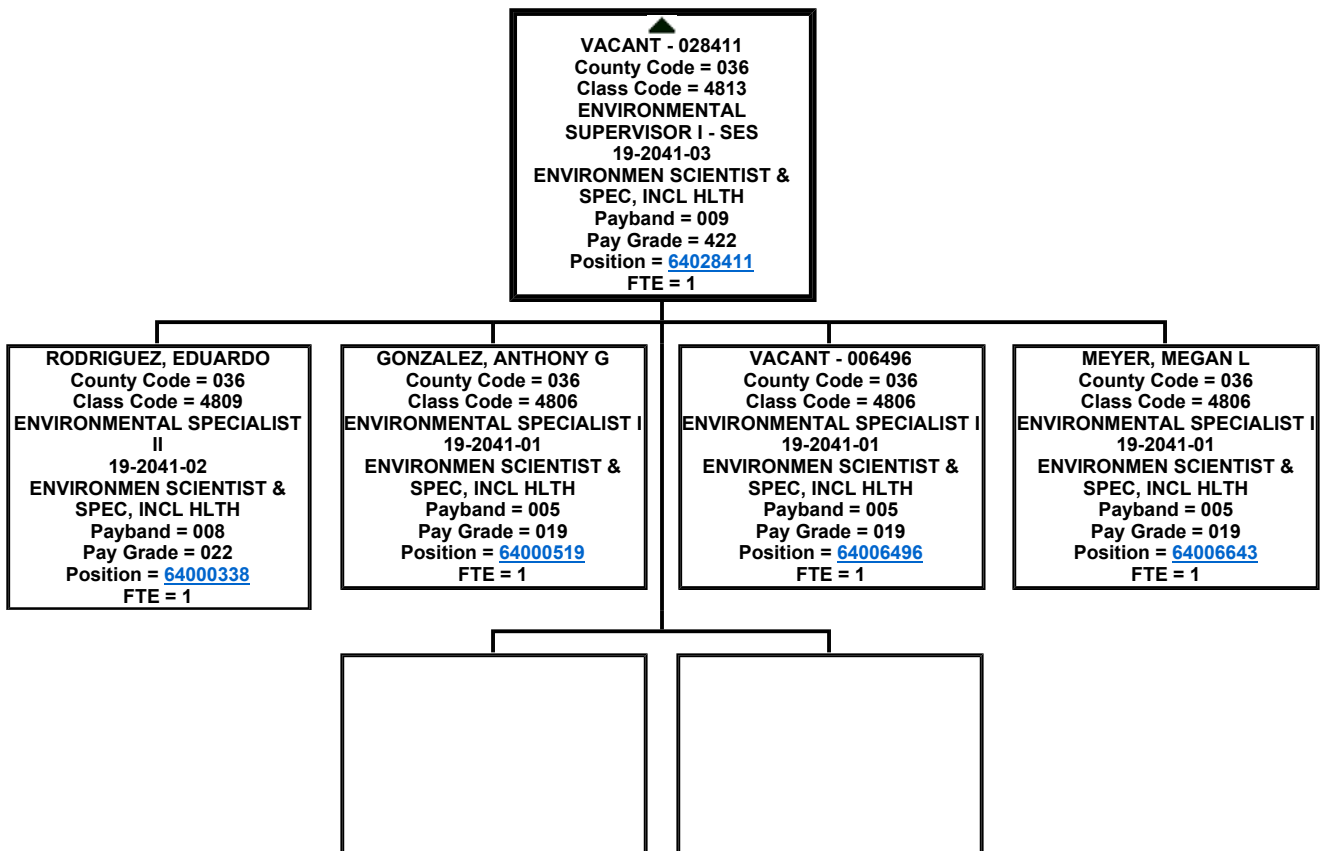 VACANT - 028411
County Code = 036
Class Code = 4813
ENVIRONMENTAL
SUPERVISOR I - SES
19-2041-03
ENVIRONMEN SCIENTIST &
SPEC, INCL HLTH
Payband = 009
Pay Grade = 422
Position = 64028411
FTE = 1
RODRIGUEZ, EDUARDO
County Code = 036
Class Code = 4809
ENVIRONMENTAL SPECIALIST
II
19-2041-02
ENVIRONMEN SCIENTIST &
SPEC, INCL HLTH
Payband = 008
Pay Grade = 022
Position = 64000338
FTE = 1
GONZALEZ, ANTHONY G
County Code = 036
Class Code = 4806
ENVIRONMENTAL SPECIALIST I
19-2041-01
ENVIRONMEN SCIENTIST &
SPEC, INCL HLTH
Payband = 005
Pay Grade = 019
Position = 64000519
FTE = 1
VACANT - 006496
County Code = 036
Class Code = 4806
ENVIRONMENTAL SPECIALIST I
19-2041-01
ENVIRONMEN SCIENTIST &
SPEC, INCL HLTH
Payband = 005
Pay Grade = 019
Position = 64006496
FTE = 1
MEYER, MEGAN L
County Code = 036
Class Code = 4806
ENVIRONMENTAL SPECIALIST I
19-2041-01
ENVIRONMEN SCIENTIST &
SPEC, INCL HLTH
Payband = 005
Pay Grade = 019
Position = 64006643
FTE = 1